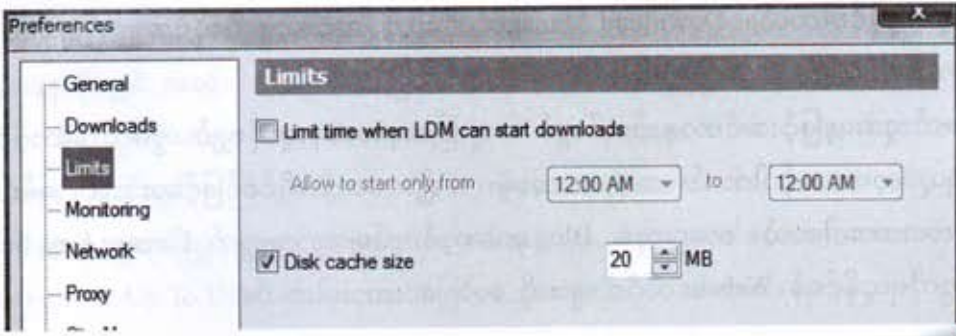 Preferences
X
General
Downloads
Limits
Monitoring
Network
Proxy
Limits
Limit time when LDM can start downloads
Allow to start only from 12:00 AM to 12:00 AM
Disk cache size 20 MB